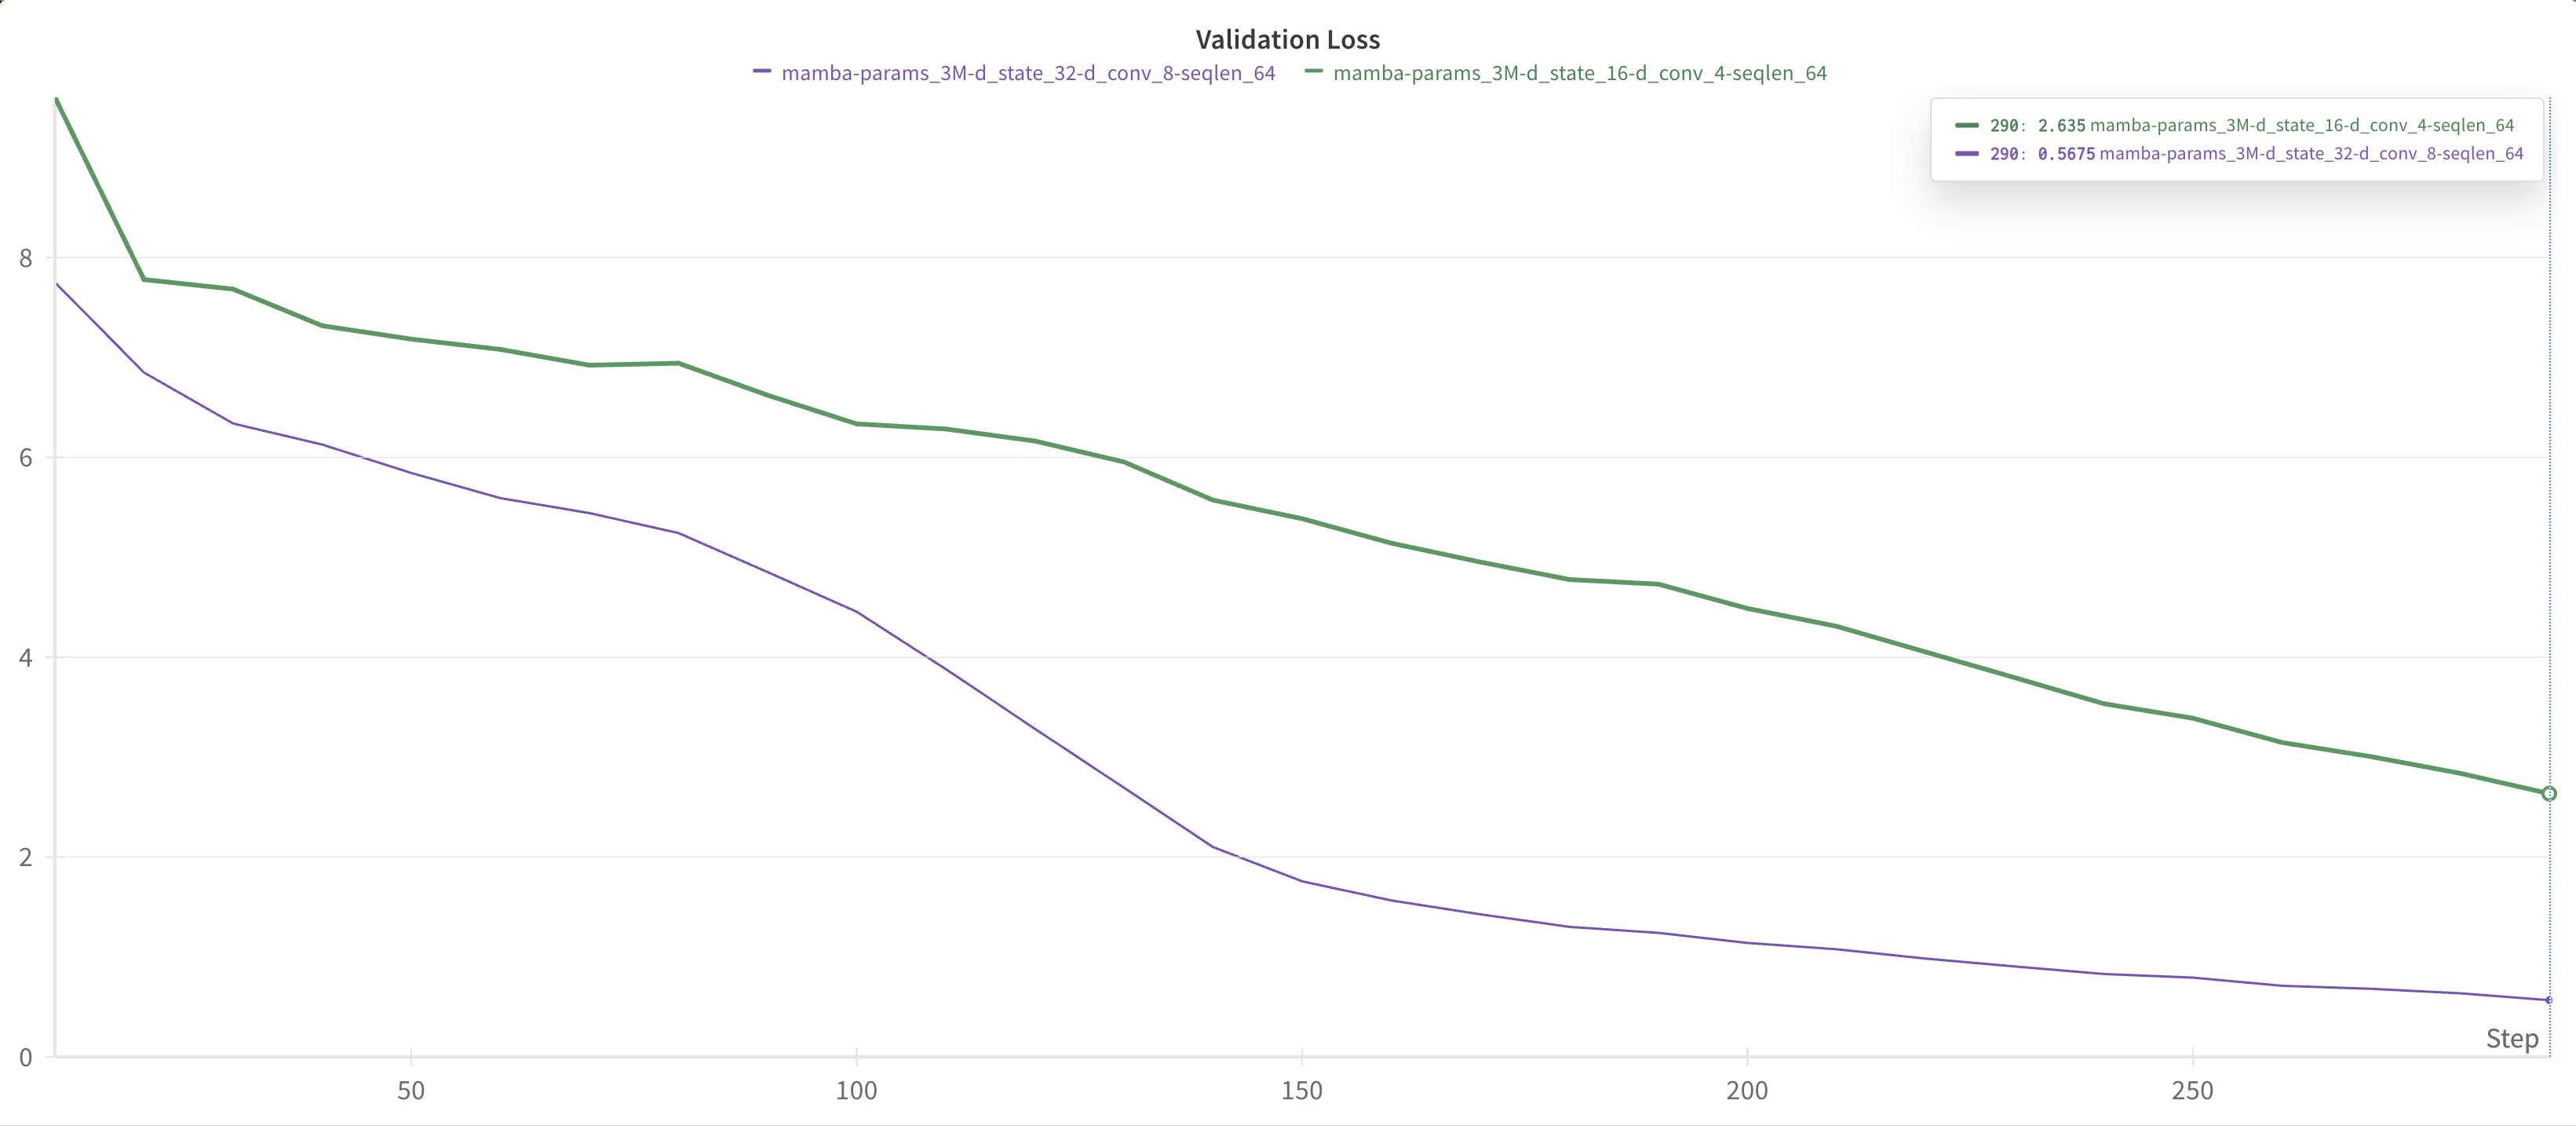 Validation Loss
mamba-params_3M-d_state_32-d_conv_8-seqlen_64 mamba-params_3M-d_state_16-d_conv_4-seqlen_64
290: 2.635 mamba-params_3M-d_state_16-d_conv_4-seqlen_64
290: 0.5675 mamba-params_3M-d_state_32-d_conv_8-seqlen_64
8
6
4
2
0
Step
50 100 150 200 250